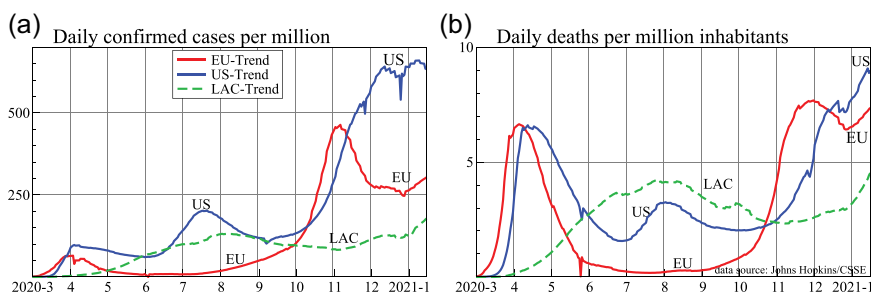 (a)
Daily confirmed cases per million
EU-Trend
US-Trend
LAC-Trend
US
500
250
US
EU
LAC
EU
2020-3 4 5 6 7 8 9 10 11 12 2021-1
(b)
Daily deaths per million inhabitants
10
5
0
US
EU
LAC
US
EU
data source: Johns Hopkins/CSSE
2020-3 4 5 6 7 8 9 10 11 12 2021-1